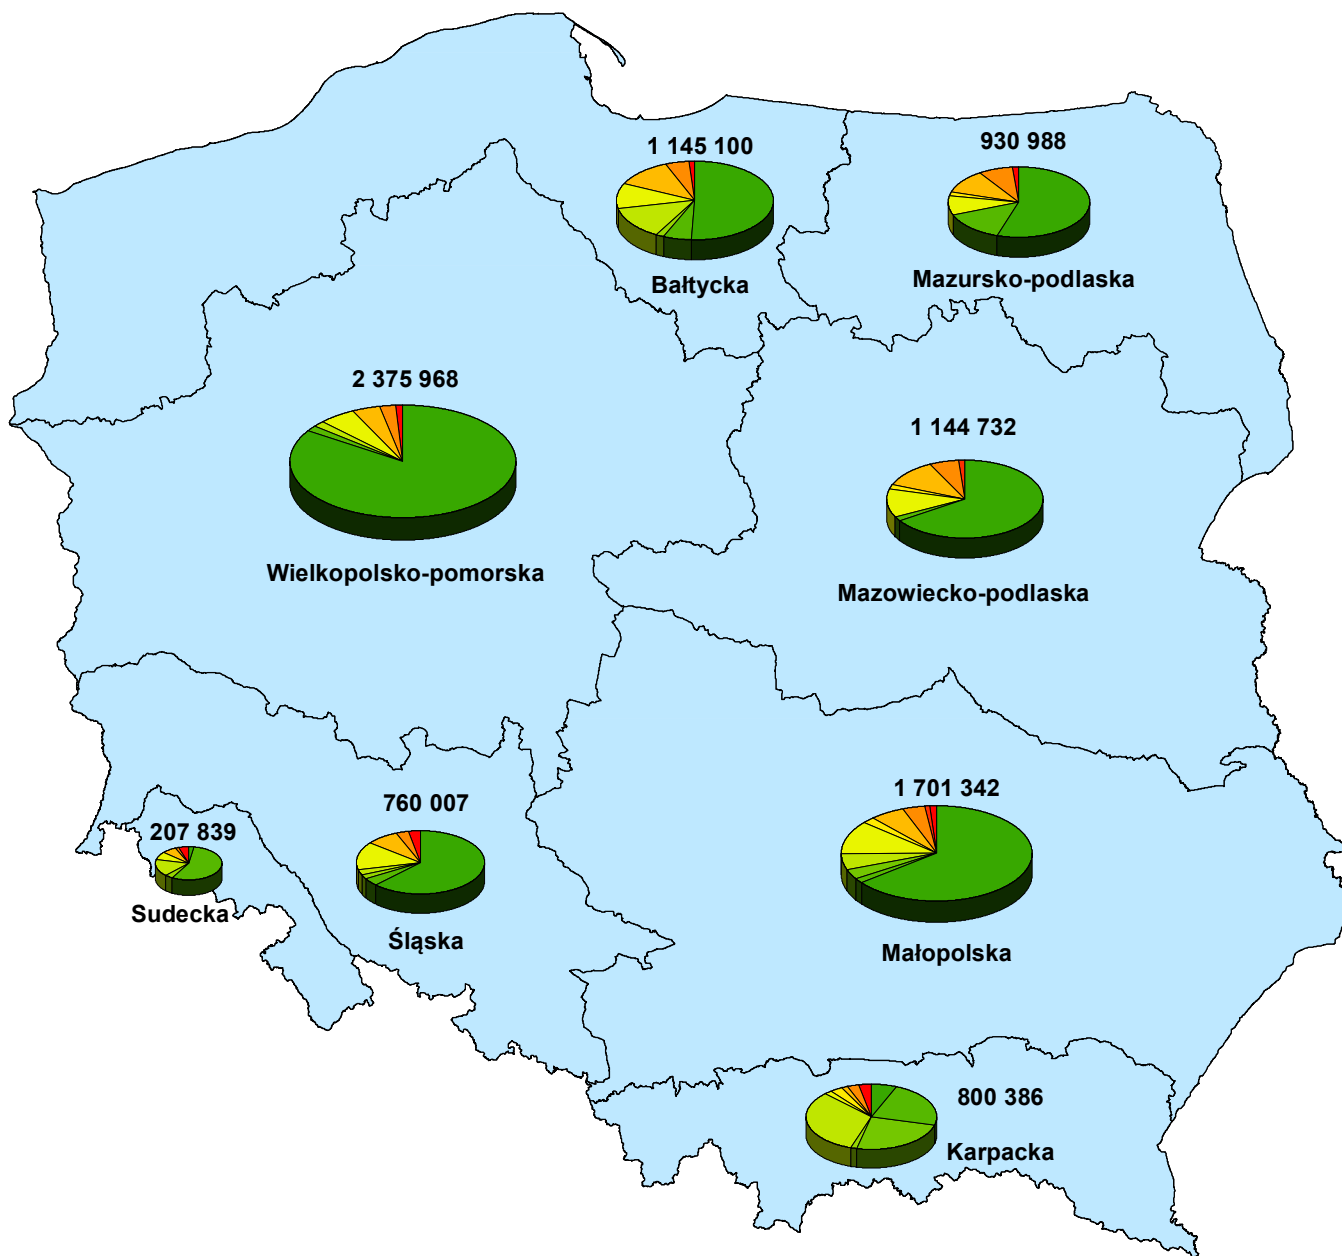 1 145 100
Bałtycka
930 988
Mazursko-podlaska
2 375 968
Wielkopolsko-pomorska
1 144 732
Mazowiecko-podlaska
207 839
Sudecka
760 007
Śląska
1 701 342
Małopolska
800 386
Karpacka